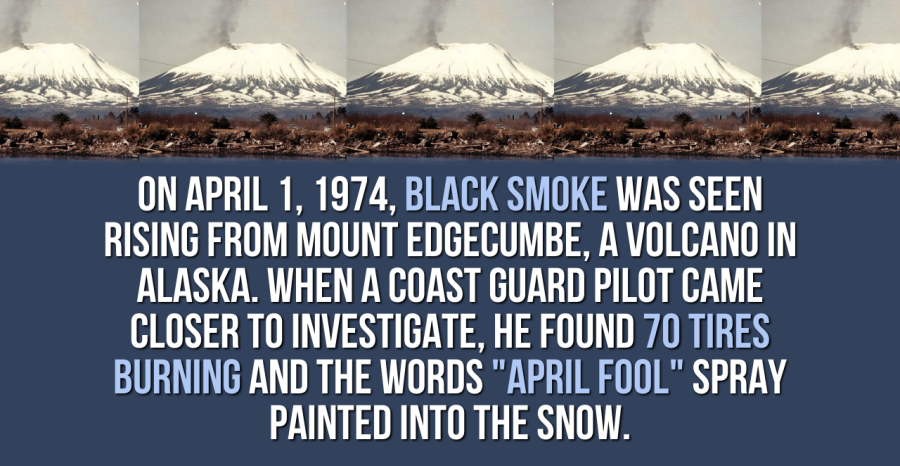 ON APRIL 1, 1974, BLACK SMOKE WAS SEEN
RISING FROM MOUNT EDGECUMBE, A VOLCANO IN
ALASKA. WHEN A COAST GUARD PILOT CAME
CLOSER TO INVESTIGATE, HE FOUND 70 TIRES
BURNING AND THE WORDS "APRIL FOOL" SPRAY
PAINTED INTO THE SNOW.